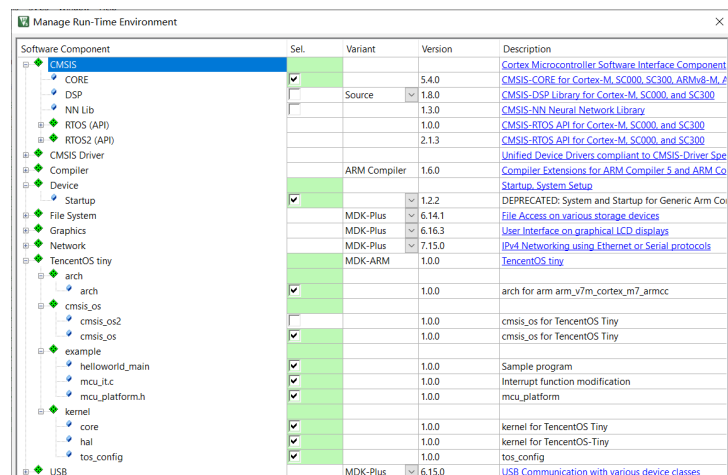 Manage Run-Time Environment
Software Component Sel. Variant Version Description
CMSIS Cortex Microcontroller Software Interface Component
CORE 5.4.0 CMSIS-CORE for Cortex-M, SC000, SC300, ARMv8-M, A
DSP Source 1.8.0 CMSIS-DSP Library for Cortex-M, SC000, and SC300
NN Lib 1.3.0 CMSIS-NN Neural Network Library
RTOS (API) 1.0.0 CMSIS-RTOS API for Cortex-M, SC000, and SC300
RTOS2 (API) 2.1.3 CMSIS-RTOS API for Cortex-M, SC000, and SC300
CMSIS Driver Unified Device Drivers compliant to CMSIS-Driver Spe
Compiler ARM Compiler 1.6.0 Compiler Extensions for ARM Compiler 5 and ARM Co
Device Startup, System Setup
Startup 1.2.2 DEPRECATED: System and Startup for Generic Arm Co
File System MDK-Plus 6.14.1 File Access on various storage devices
Graphics MDK-Plus 6.16.3 User Interface on graphical LCD displays
Network MDK-Plus 7.15.0 IPv4 Networking using Ethernet or Serial protocols
TencentOS tiny MDK-ARM 1.0.0 TencentOS tiny
arch
arch 1.0.0 arch for arm arm_v7m_cortex_m7_armcc
cmsis_os
cmsis_os2 1.0.0 cmsis_os for TencentOS Tiny
cmsis_os 1.0.0 cmsis_os for TencentOS Tiny
example
helloworld_main 1.0.0 Sample program
mcu_it.c 1.0.0 Interrupt function modification
mcu_platform.h 1.0.0 mcu_platform
kernel
core 1.0.0 kernel for TencentOS Tiny
hal 1.0.0 kernel for TencentOS-Tiny
tos_config 1.0.0 tos_config
USB MDK-Plus 6.15.0 USB Communication with various device classes